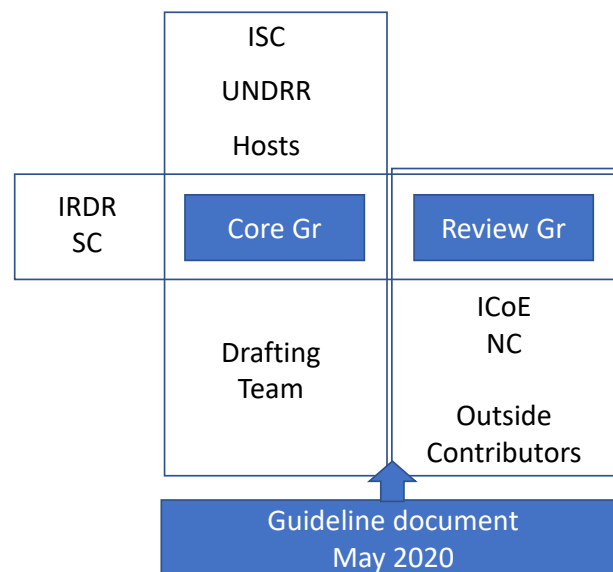 ISC
UNDRR
Hosts
IRDR
SC
Core Gr
Review Gr
Drafting
Team
ICoE
NC
Outside
Contributors
Guideline document
May 2020